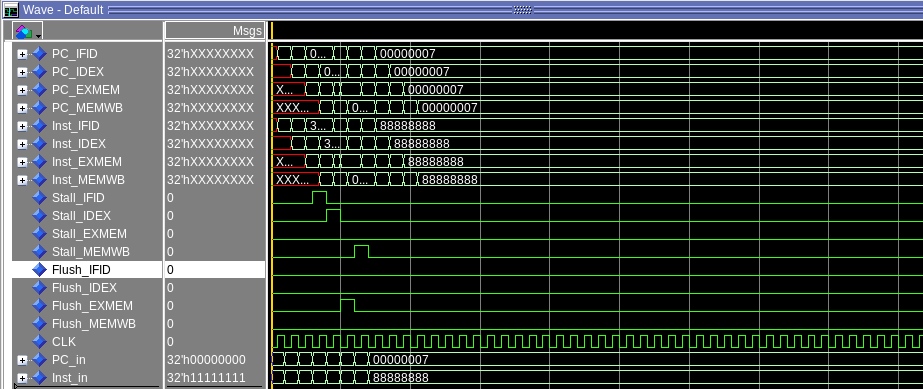 Wave - Default
Msgs
PC_IFID 32'hXXXXXXXX 0... 00000007
PC_IDEX 32'hXXXXXXXX 0... 00000007
PC_EXMEM 32'hXXXXXXXX X... 00000007
PC_MEMWB 32'hXXXXXXXX XXX... 0... 00000007
Inst_IFID 32'hXXXXXXXX 3... 88888888
Inst_IDEX 32'hXXXXXXXX 3... 88888888
Inst_EXMEM 32'hXXXXXXXX X... 88888888
Inst_MEMWB 32'hXXXXXXXX XXX... 0... 88888888
Stall_IFID 0
Stall_IDEX 0
Stall_EXMEM 0
Stall_MEMWB 0
Flush_IFID 0
Flush_IDEX 0
Flush_EXMEM 0
Flush_MEMWB 0
CLK 0
PC_in 32'h00000000 00000007
Inst_in 32'h11111111 88888888